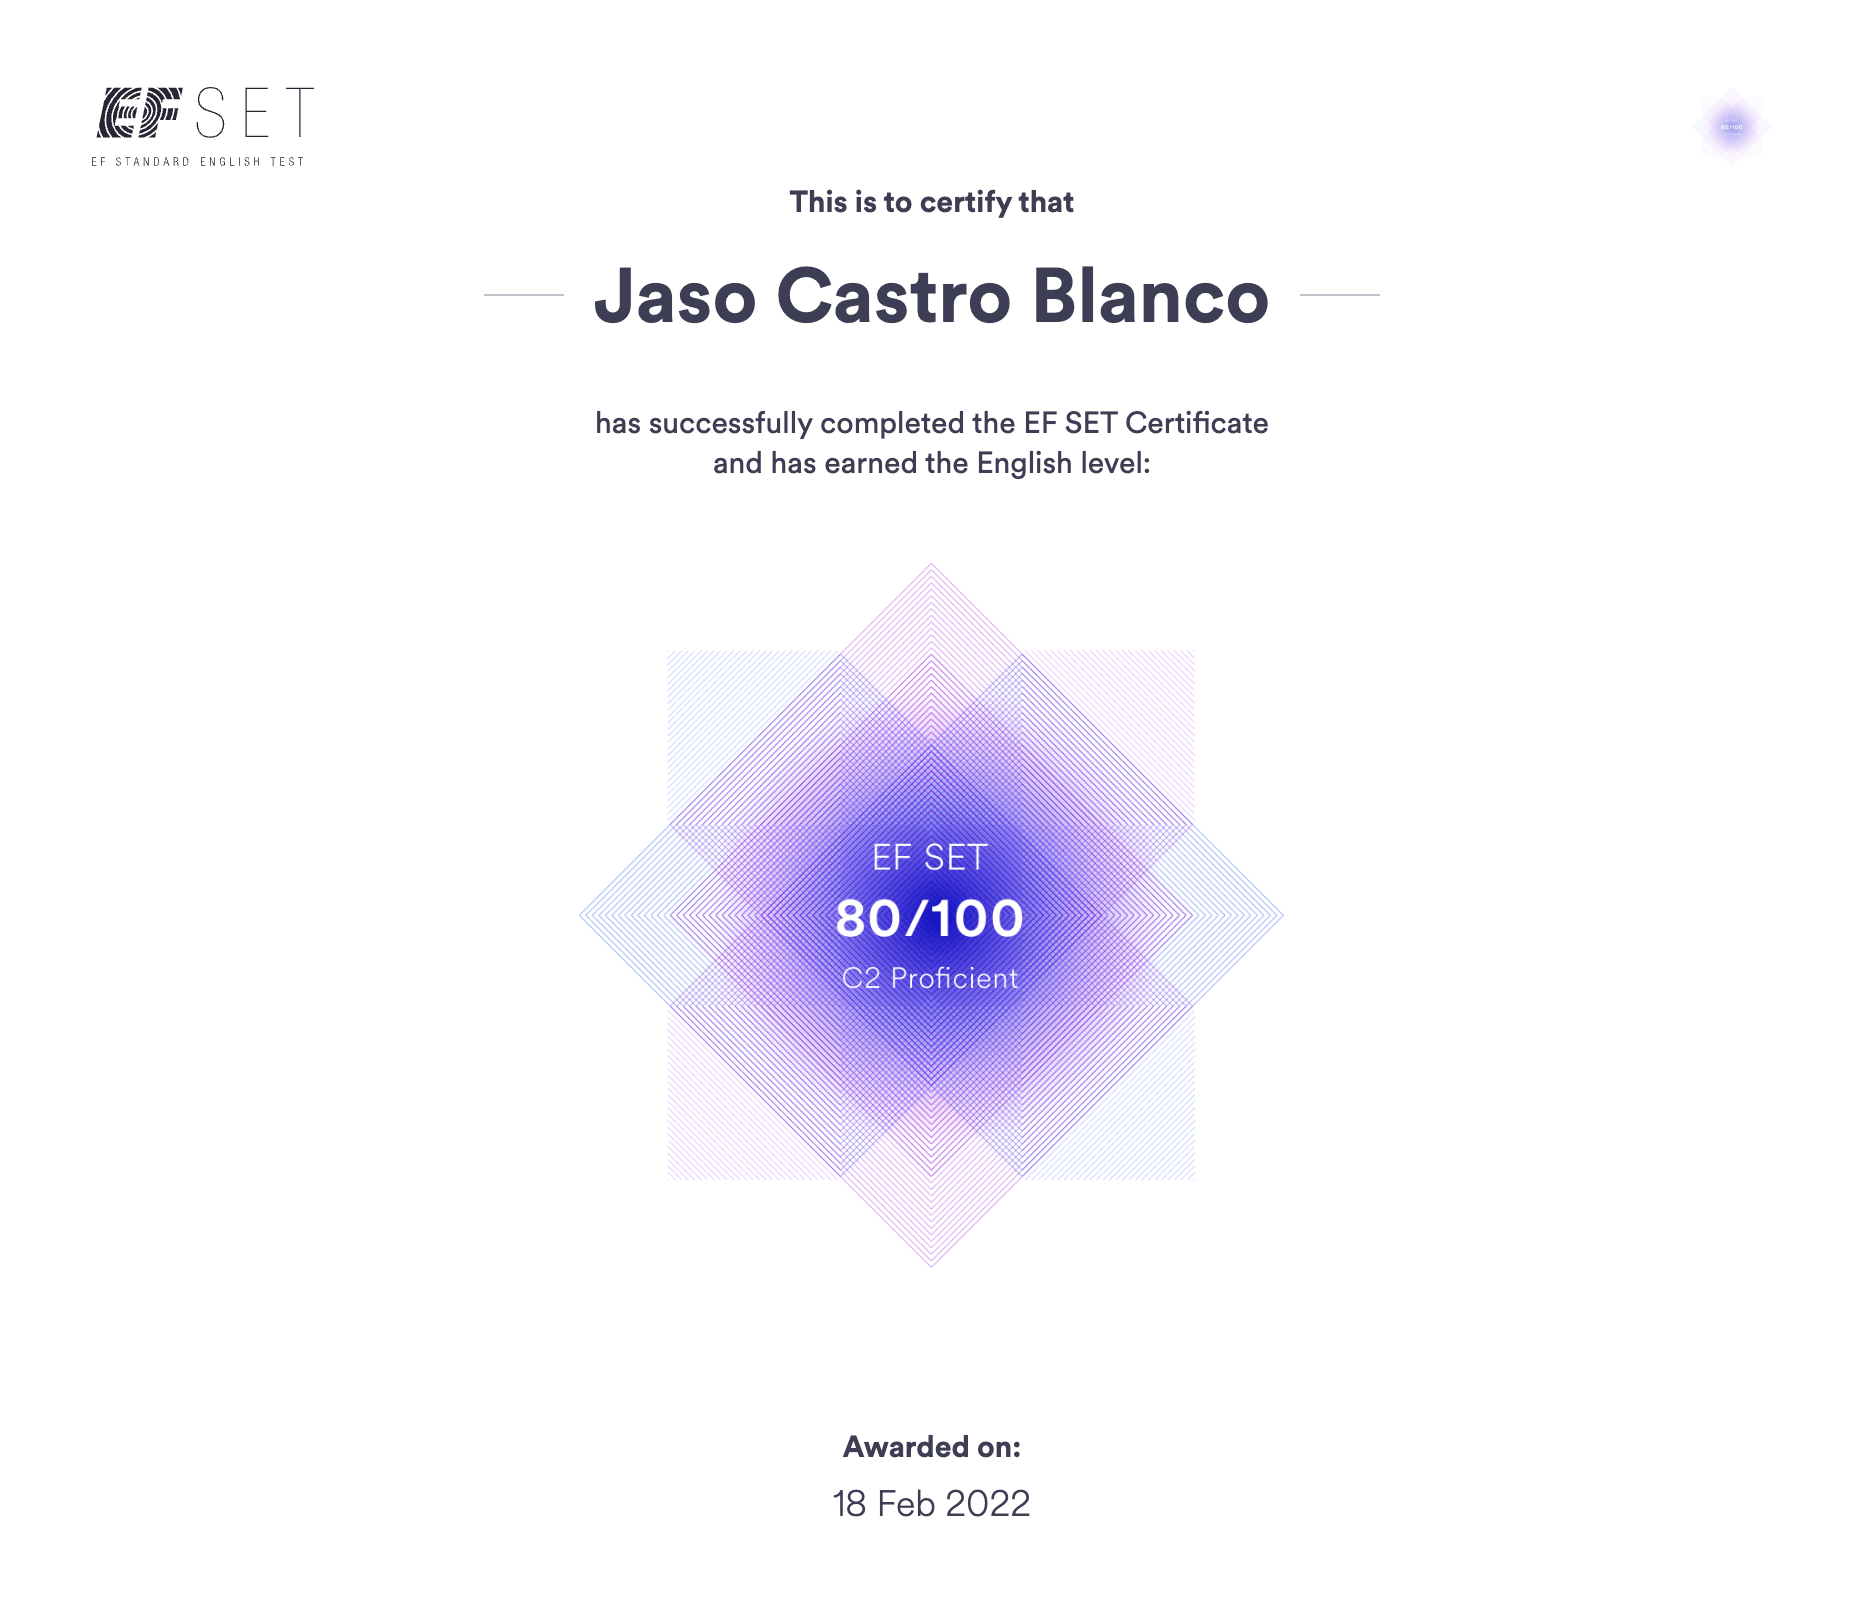 EF SET
EF STANDARD ENGLISH TEST
80/100
This is to certify that
Jaso Castro Blanco
has successfully completed the EF SET Certificate
and has earned the English level:
EF SET
80/100
C2 Proficient
Awarded on:
18 Feb 2022